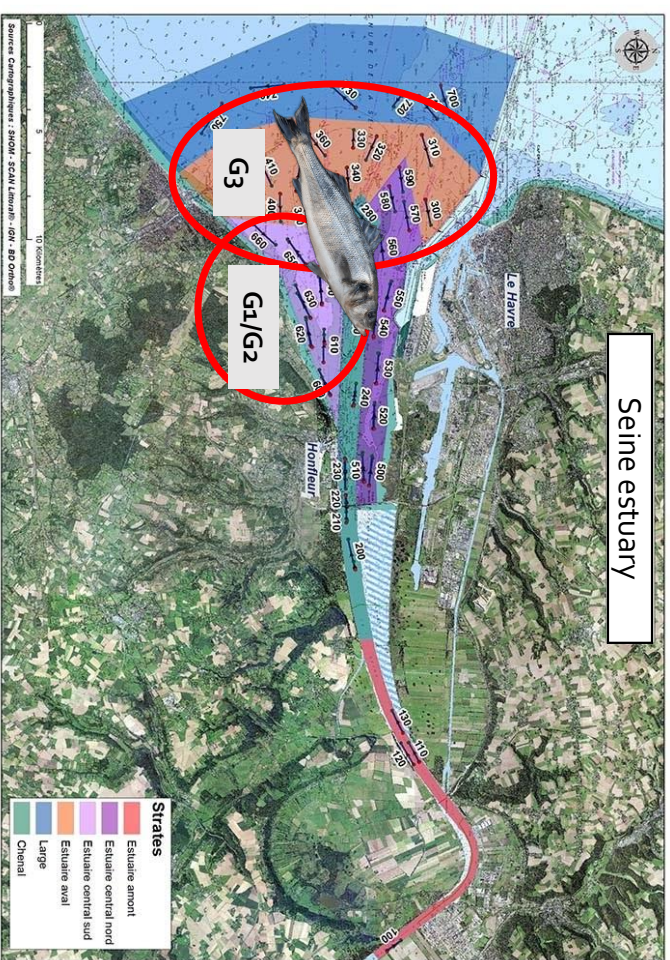 Seine estuary
Le Havre
Honfleur
G3
G1/G2
700
720
730
750
310
300
320
330
340
360
410
400
280
590
580
570
560
550
540
530
520
500
510
660
630
620
610
240
230
220
210
200
130
110
120
100
Strates
Estuaire amont
Estuaire central nord
Estuaire central sud
Estuaire aval
Large
Chenal
0
5
10 Kilomètres
Sources Cartographiques : SHOM - SCAN Littoral® - IGN - BD Ortho®
N
S
E